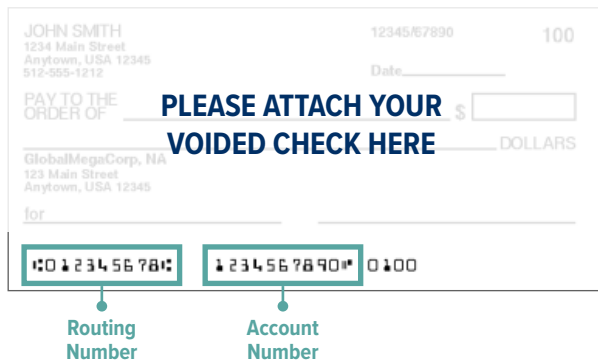 JOHN SMITH 12345/67890 100
1234 Main Street
Anytown, USA 12345
512-555-1212 Date
PAY TO THE
ORDER OF $
PLEASE ATTACH YOUR
VOIDED CHECK HERE
DOLLARS
GlobalMegaCorp, NA
123 Main Street
Anytown, USA 12345
for
⑆012345678⑆ 1234567890⑈ 0100
Routing Account
Number Number